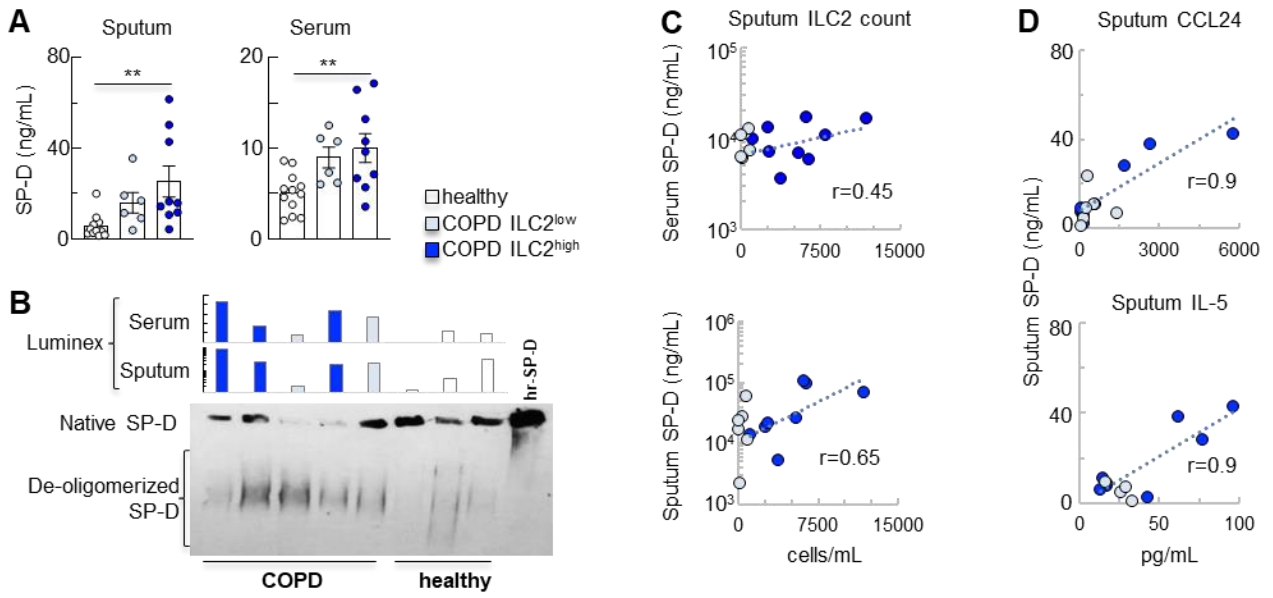 A
Sputum
Serum
SP-D (ng/mL)
80
40
0
**
20
10
0
**
healthy
COPD ILC2low
COPD ILC2high
B
Luminex
Serum
Sputum
hr-SP-D
Native SP-D
De-oligomerized
SP-D
COPD
healthy
C
Sputum ILC2 count
Serum SP-D (ng/mL)
10⁵
10⁴
10³
r=0.45
0
7500
15000
Sputum SP-D (ng/mL)
10⁶
10⁵
10⁴
10³
r=0.65
0
7500
15000
cells/mL
D
Sputum CCL24
Sputum SP-D (ng/mL)
80
40
0
r=0.9
0
3000
6000
Sputum IL-5
80
40
0
r=0.9
0
50
100
pg/mL